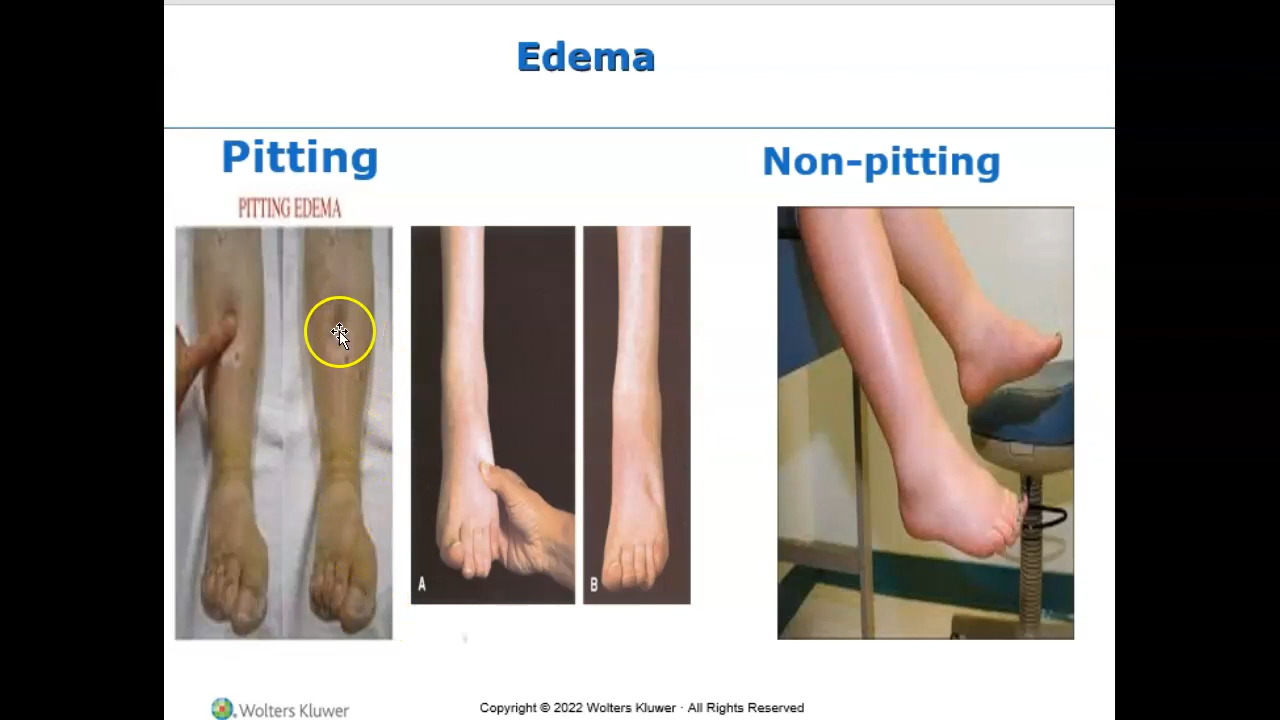 Edema
Pitting
Non-pitting
PITTING EDEMA
A
B
Wolters Kluwer
Copyright © 2022 Wolters Kluwer · All Rights Reserved